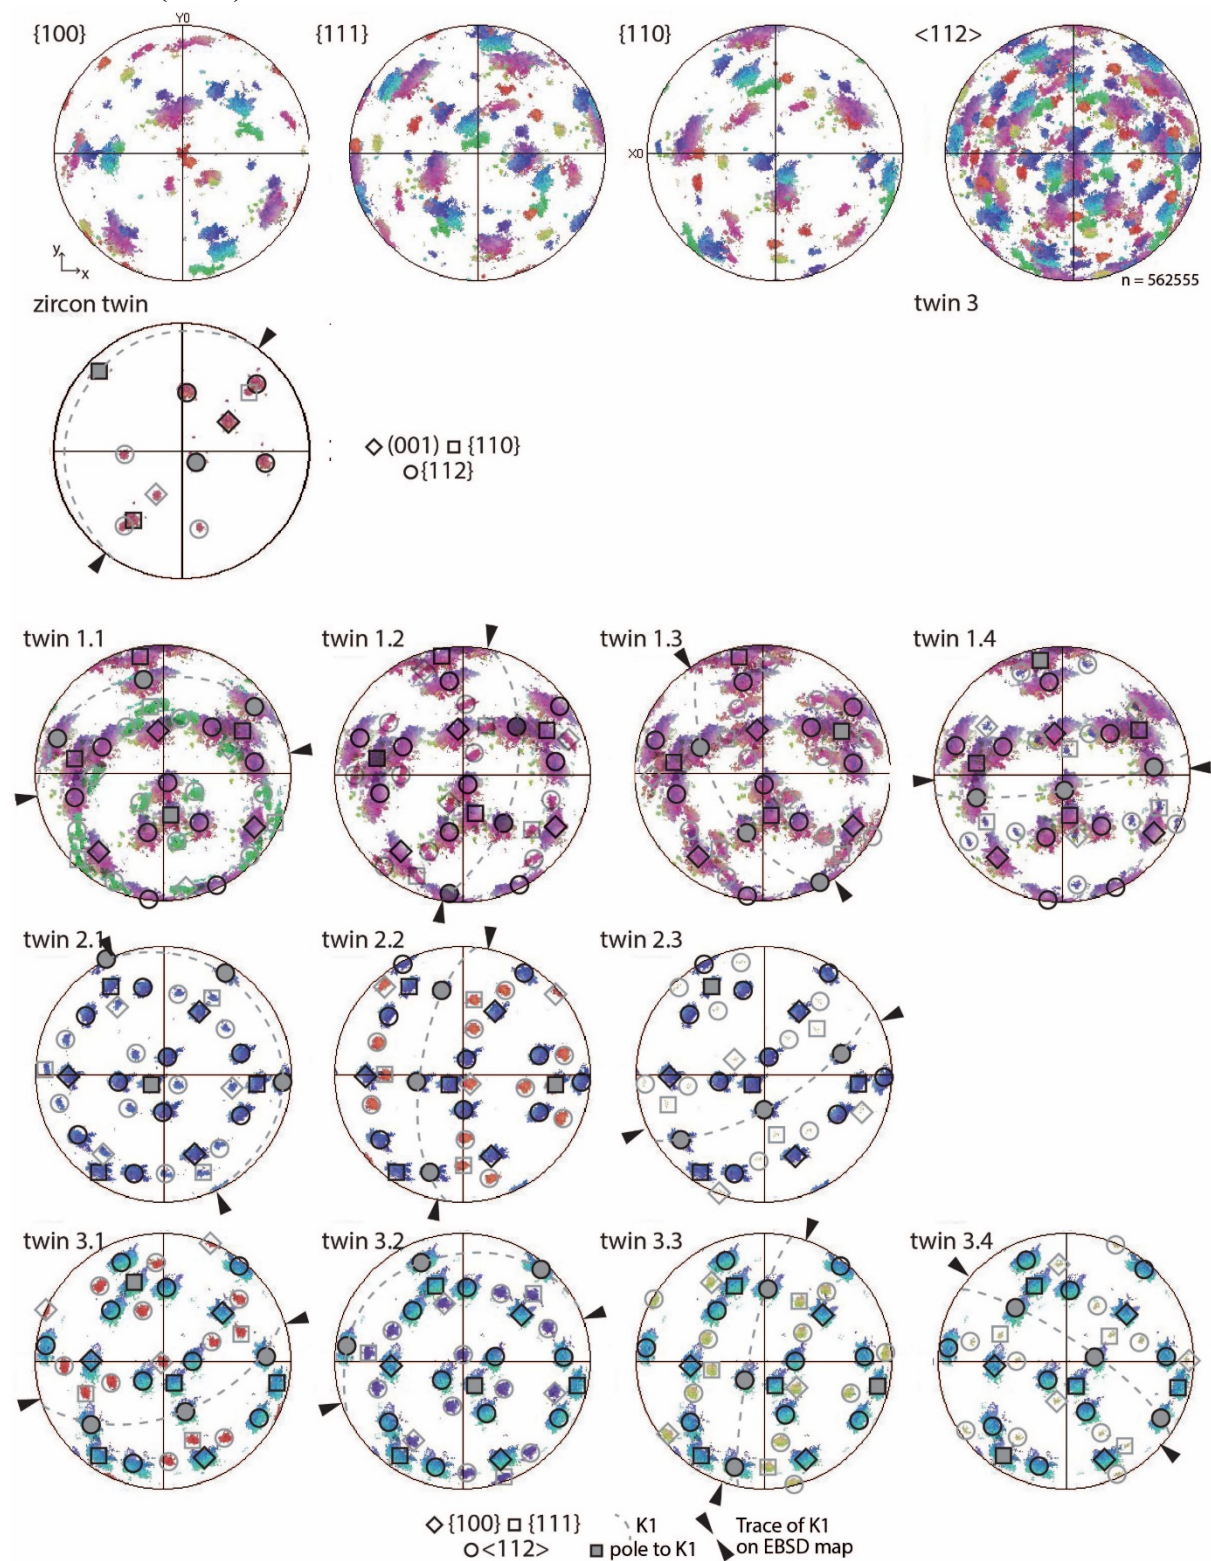 Y0
{100} {111} {110} <112>
X0
y
x
n = 562555
zircon twin twin 3
◇ (001) □ {110}
○ {112}
twin 1.1 twin 1.2 twin 1.3 twin 1.4
twin 2.1 twin 2.2 twin 2.3
twin 3.1 twin 3.2 twin 3.3 twin 3.4
◇ {100} □ {111} K1 Trace of K1
○ <112> ■ pole to K1 on EBSD map